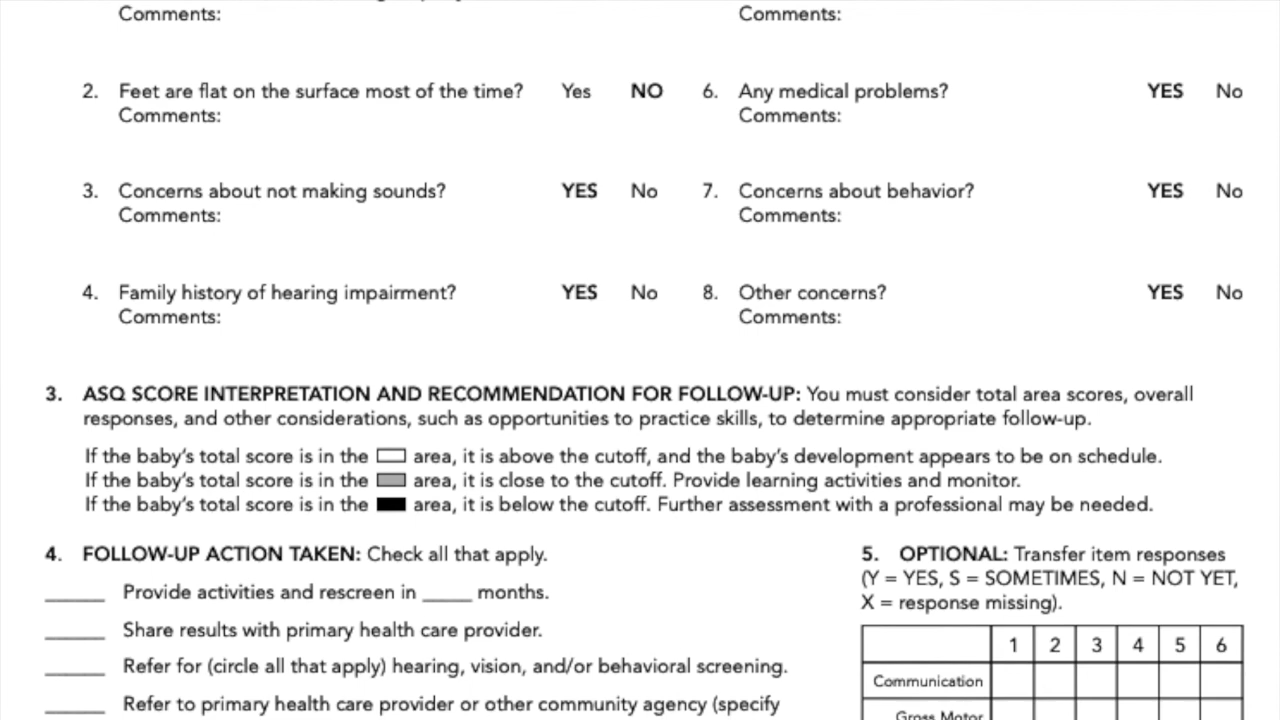 Comments:
Comments:
2. Feet are flat on the surface most of the time? Yes NO
Comments:
6. Any medical problems? YES No
Comments:
3. Concerns about not making sounds? YES No
Comments:
7. Concerns about behavior? YES No
Comments:
4. Family history of hearing impairment? YES No
Comments:
8. Other concerns? YES No
Comments:
3. ASQ SCORE INTERPRETATION AND RECOMMENDATION FOR FOLLOW-UP: You must consider total area scores, overall
responses, and other considerations, such as opportunities to practice skills, to determine appropriate follow-up.
If the baby's total score is in the area, it is above the cutoff, and the baby's development appears to be on schedule.
If the baby's total score is in the area, it is close to the cutoff. Provide learning activities and monitor.
If the baby's total score is in the area, it is below the cutoff. Further assessment with a professional may be needed.
4. FOLLOW-UP ACTION TAKEN: Check all that apply.
______ Provide activities and rescreen in _____ months.
______ Share results with primary health care provider.
______ Refer for (circle all that apply) hearing, vision, and/or behavioral screening.
______ Refer to primary health care provider or other community agency (specify
5. OPTIONAL: Transfer item responses
(Y = YES, S = SOMETIMES, N = NOT YET,
X = response missing).
1 2 3 4 5 6
Communication
Gross Motor